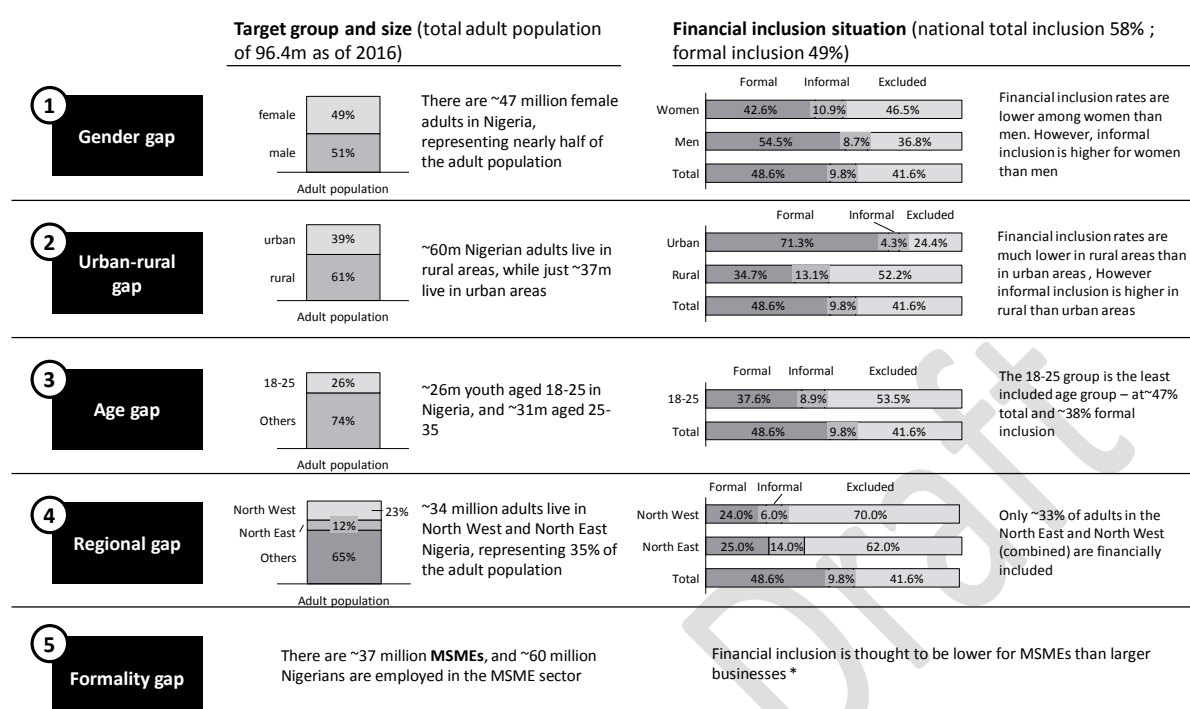 Target group and size (total adult population
of 96.4m as of 2016)
Financial inclusion situation (national total inclusion 58% ;
formal inclusion 49%)
1
Gender gap
female
49%
male
51%
Adult population
There are ~47 million female
adults in Nigeria,
representing nearly half of
the adult population
Formal Informal Excluded
Women 42.6% 10.9% 46.5%
Men 54.5% 8.7% 36.8%
Total 48.6% 9.8% 41.6%
Financial inclusion rates are
lower among women than
men. However, informal
inclusion is higher for women
than men
2
Urban-rural
gap
urban
39%
rural
61%
Adult population
~60m Nigerian adults live in
rural areas, while just ~37m
live in urban areas
Formal Informal Excluded
Urban 71.3% 4.3% 24.4%
Rural 34.7% 13.1% 52.2%
Total 48.6% 9.8% 41.6%
Financial inclusion rates are
much lower in rural areas than
in urban areas , However
informal inclusion is higher in
rural than urban areas
3
Age gap
18-25
26%
Others
74%
Adult population
~26m youth aged 18-25 in
Nigeria, and ~31m aged 25-
35
Formal Informal Excluded
18-25 37.6% 8.9% 53.5%
Total 48.6% 9.8% 41.6%
The 18-25 group is the least
included age group – at~47%
total and ~38% formal
inclusion
4
Regional gap
North West
23%
North East
12%
Others
65%
Adult population
~34 million adults live in
North West and North East
Nigeria, representing 35% of
the adult population
Formal Informal Excluded
North West 24.0% 6.0% 70.0%
North East 25.0% 14.0% 62.0%
Total 48.6% 9.8% 41.6%
Only ~33% of adults in the
North East and North West
(combined) are financially
included
5
Formality gap
There are ~37 million MSMEs, and ~60 million
Nigerians are employed in the MSME sector
Financial inclusion is thought to be lower for MSMEs than larger
businesses *
Draft